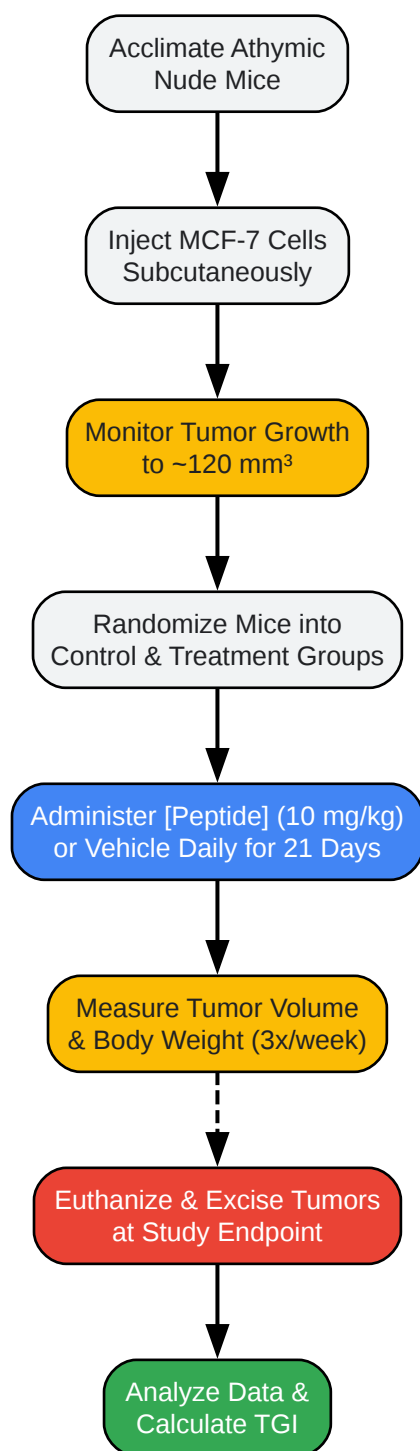 Acclimate Athymic
Nude Mice
Inject MCF-7 Cells
Subcutaneously
Monitor Tumor Growth
to ~120 mm³
Randomize Mice into
Control & Treatment Groups
Administer [Peptide] (10 mg/kg)
or Vehicle Daily for 21 Days
Measure Tumor Volume
& Body Weight (3x/week)
Euthanize & Excise Tumors
at Study Endpoint
Analyze Data &
Calculate TGI